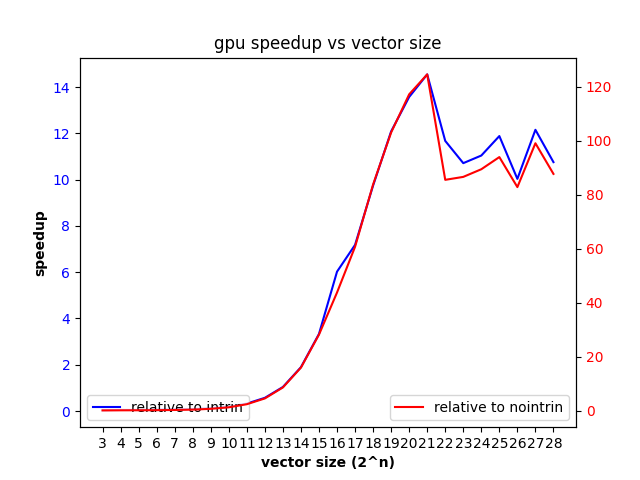 gpu speedup vs vector size
14
12
10
8
6
4
2
0
speedup
120
100
80
60
40
20
0
relative to intrin
relative to nointrin
3 4 5 6 7 8 9 10 11 12 13 14 15 16 17 18 19 20 21 22 23 24 25 26 27 28
vector size (2^n)